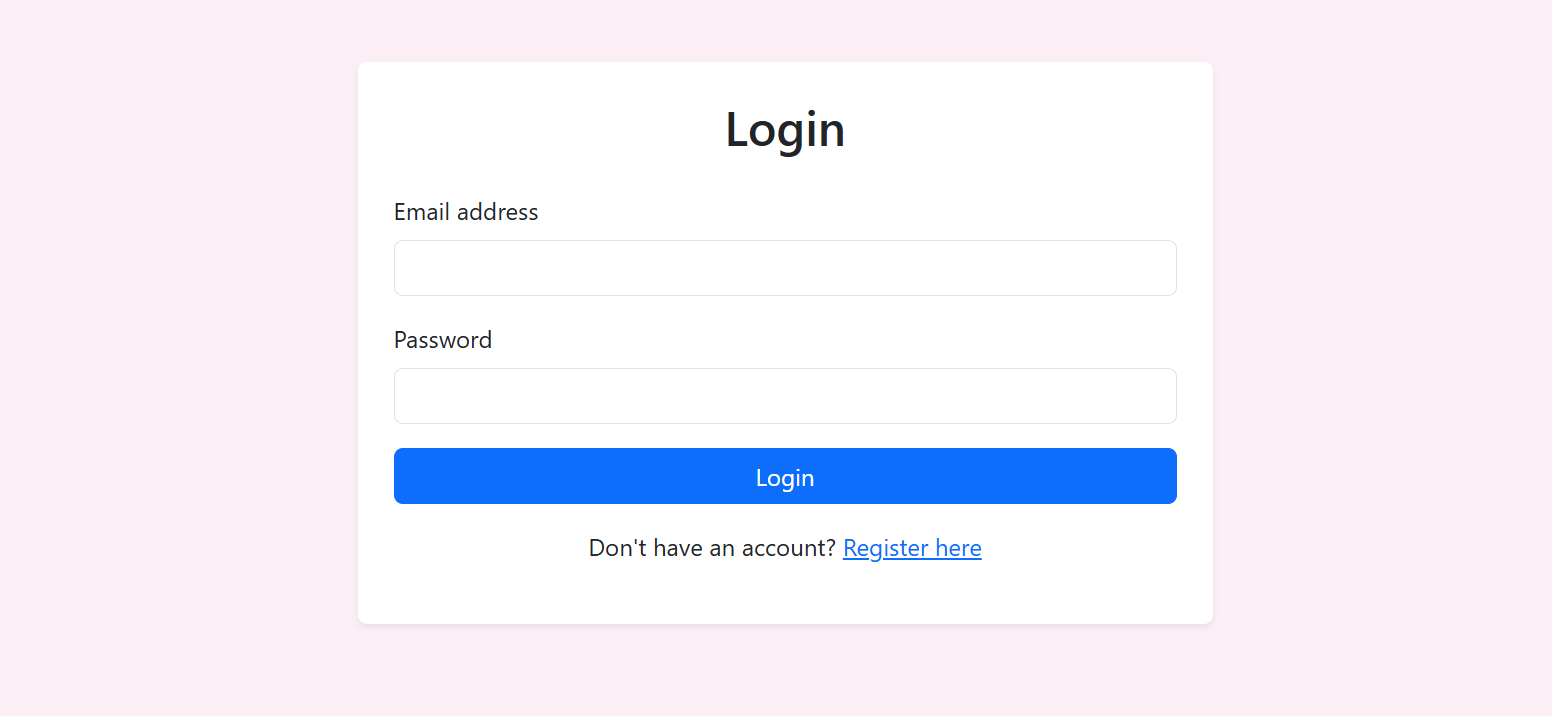 Login
Email address
Password
Login
Don't have an account? Register here